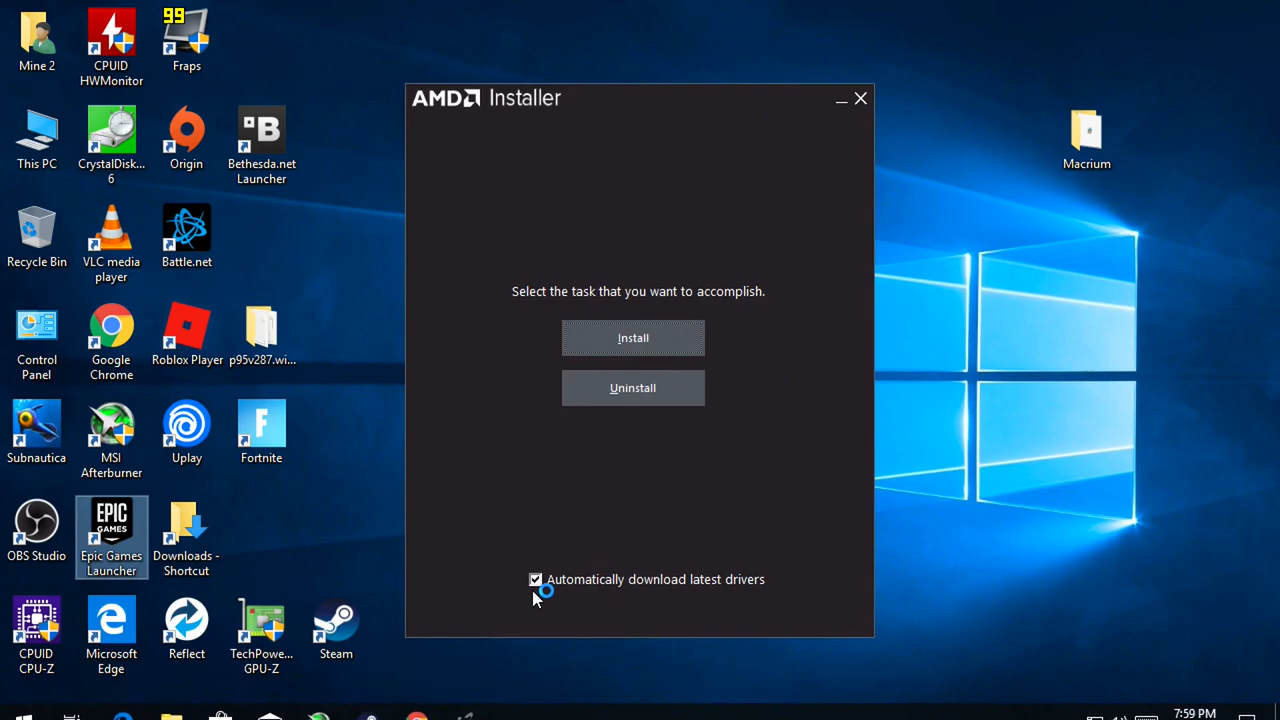 99
Mine 2
CPUID
HWMonitor
Fraps
This PC
CrystalDisk...
6
Origin
B
Bethesda.net
Launcher
Macrium
Recycle Bin
VLC media
player
Battle.net
Control
Panel
Google
Chrome
Roblox Player
p95v287.wi...
Subnautica
MSI
Afterburner
Uplay
F
Fortnite
OBS Studio
EPIC
GAMES
Epic Games
Launcher
Downloads -
Shortcut
CPUID
CPU-Z
Microsoft
Edge
Reflect
TechPowe...
GPU-Z
Steam
AMD Installer
Select the task that you want to accomplish.
Install
Uninstall
Automatically download latest drivers
7:59 PM